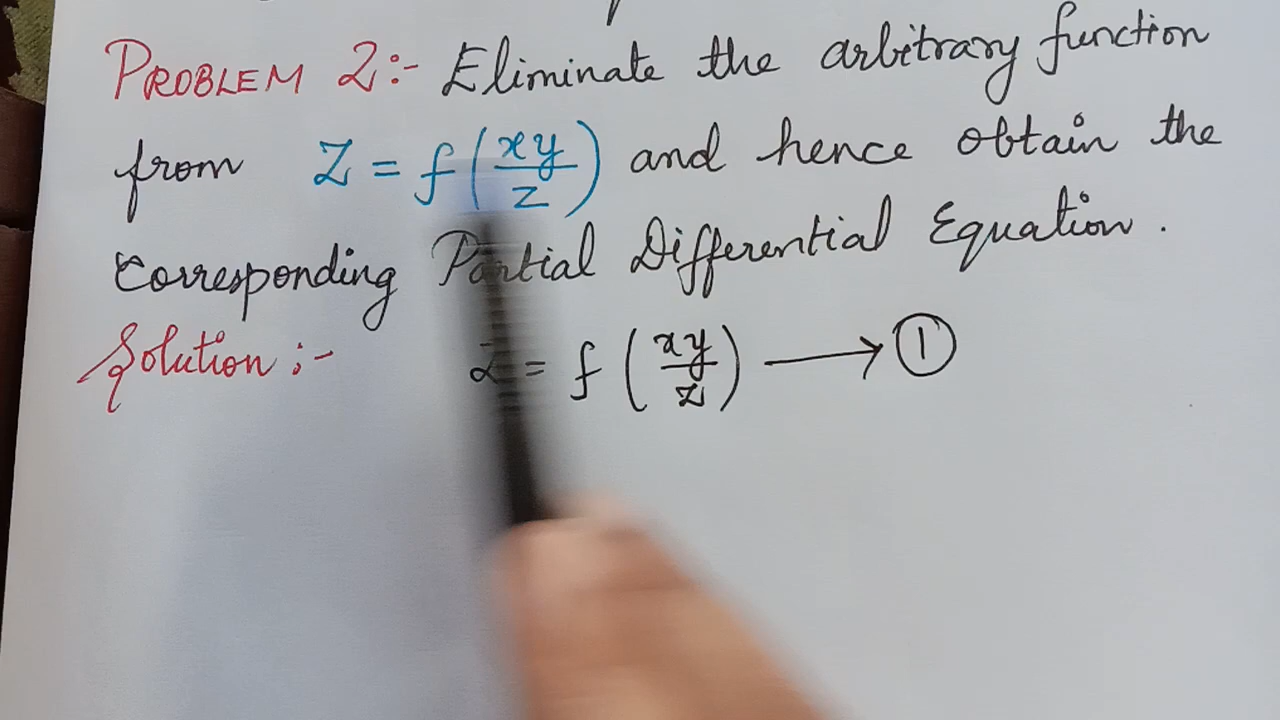 PROBLEM 2:- Eliminate the arbitrary function
from Z = f(xy/z) and hence obtain the
Corresponding Partial Differential Equation.
Solution :- Z = f (xy/z) ⟶ ①